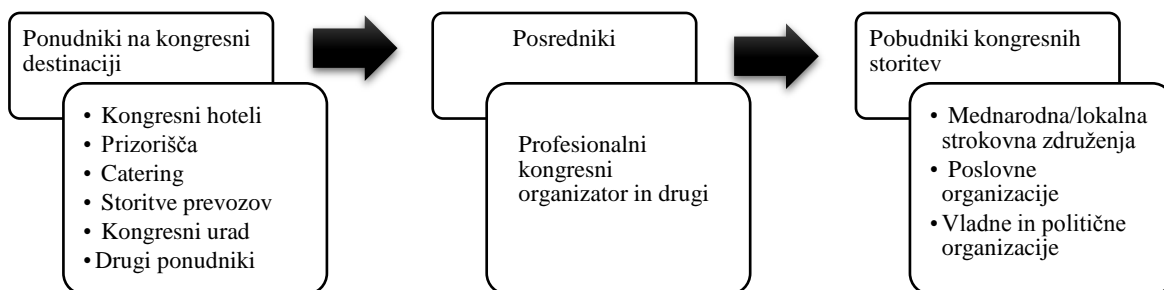 Ponudniki na kongresni
destinaciji
• Kongresni hoteli
• Prizorišča
• Catering
• Storitve prevozov
• Kongresni urad
• Drugi ponudniki
Posredniki
Profesionalni
kongresni
organizator in drugi
Pobudniki kongresnih
storitev
• Mednarodna/lokalna
strokovna združenja
• Poslovne
organizacije
• Vladne in politične
organizacije